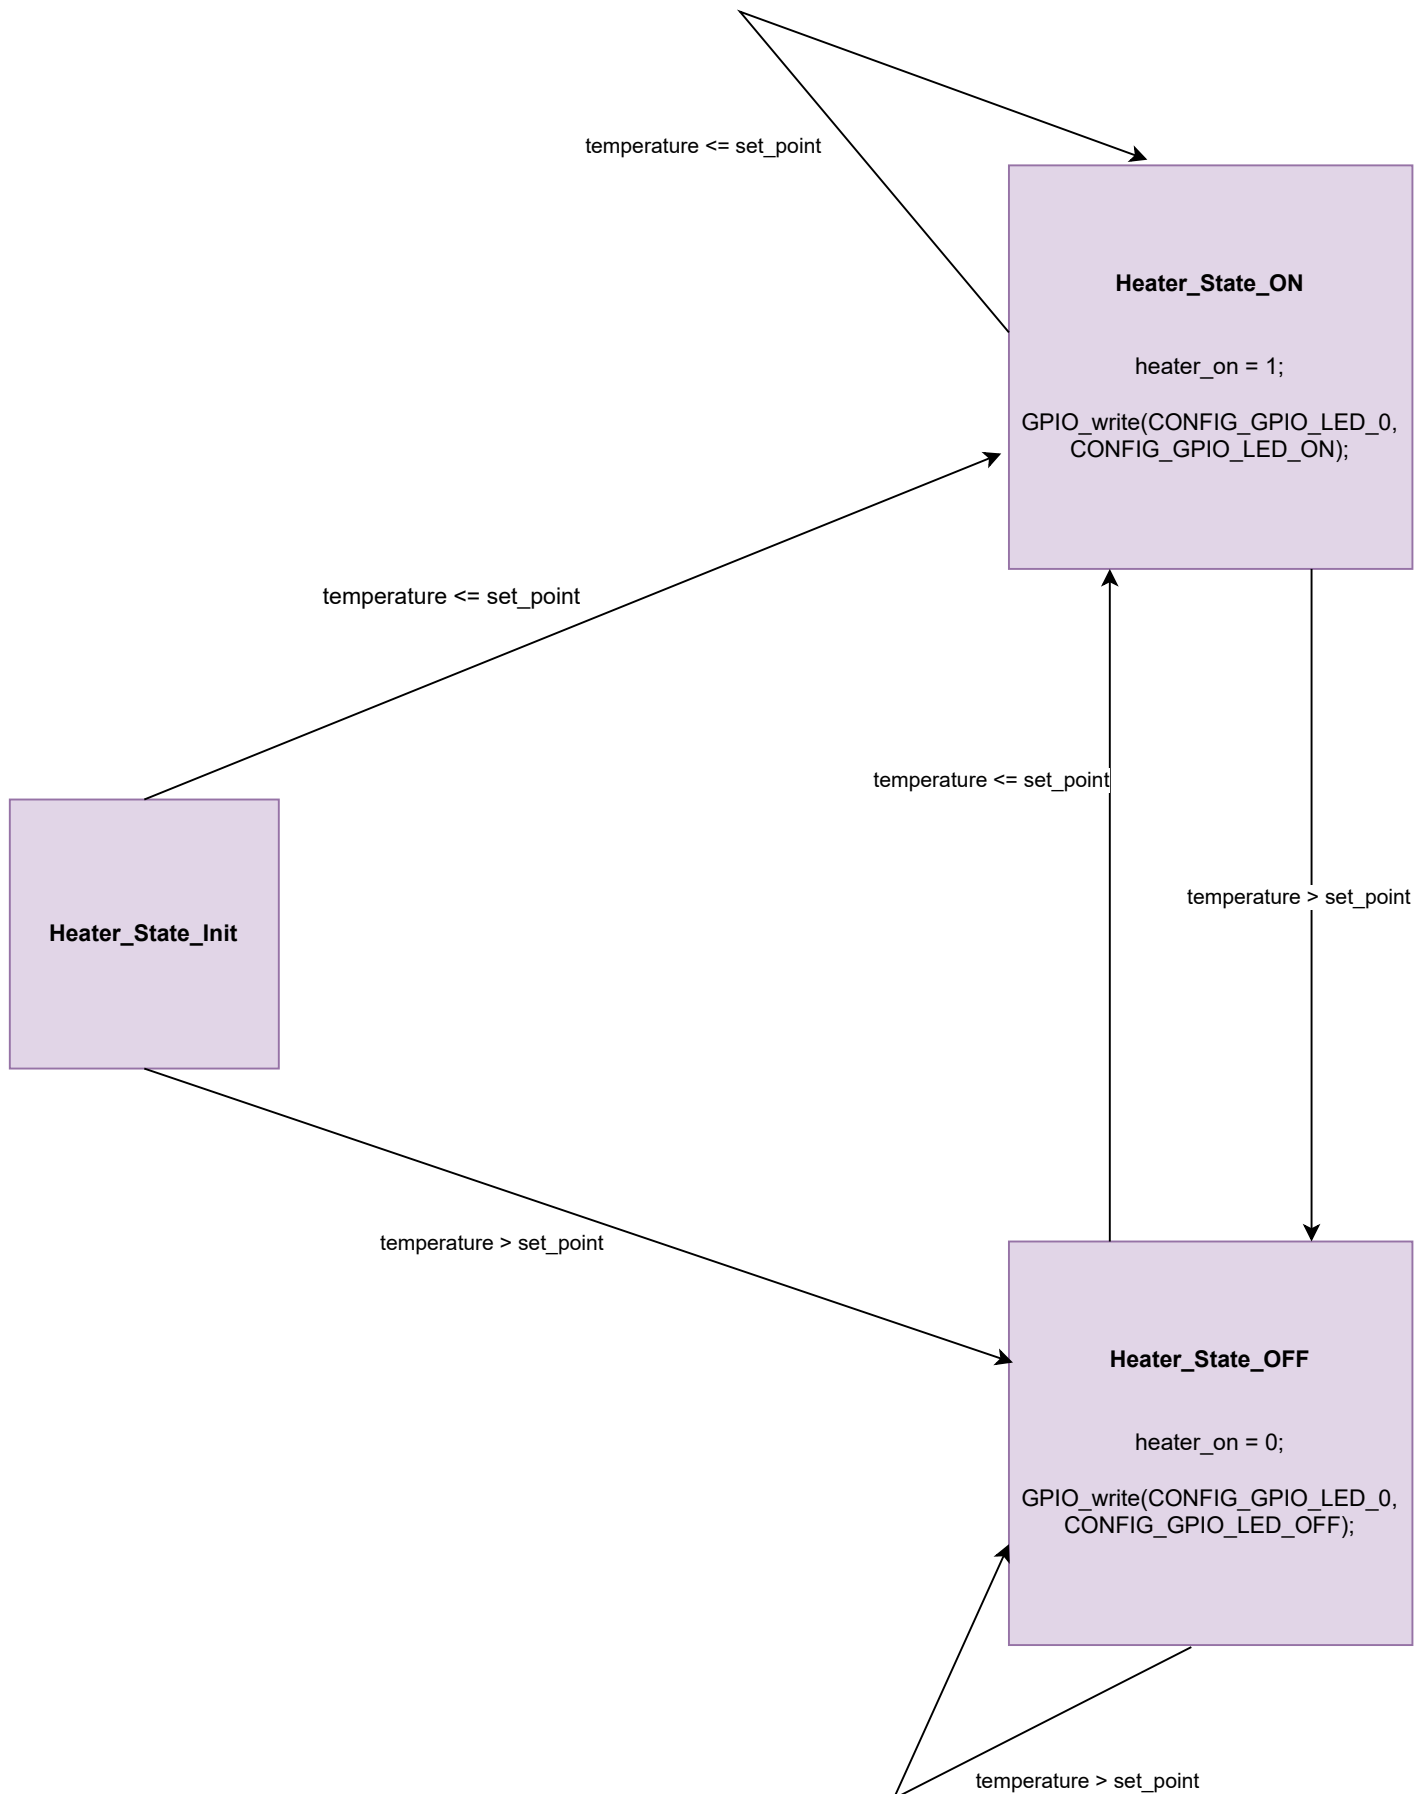 temperature <= set_point
Heater_State_ON
heater_on = 1;
GPIO_write(CONFIG_GPIO_LED_0,
CONFIG_GPIO_LED_ON);
temperature <= set_point
temperature <= set_point
temperature > set_point
Heater_State_Init
temperature > set_point
Heater_State_OFF
heater_on = 0;
GPIO_write(CONFIG_GPIO_LED_0,
CONFIG_GPIO_LED_OFF);
temperature > set_point